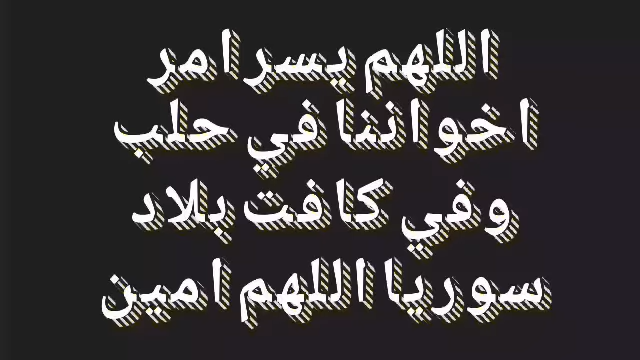 اللهم يسر امر
اخواننا في حلب
وفي كافت بلاد
سوريا اللهم امين